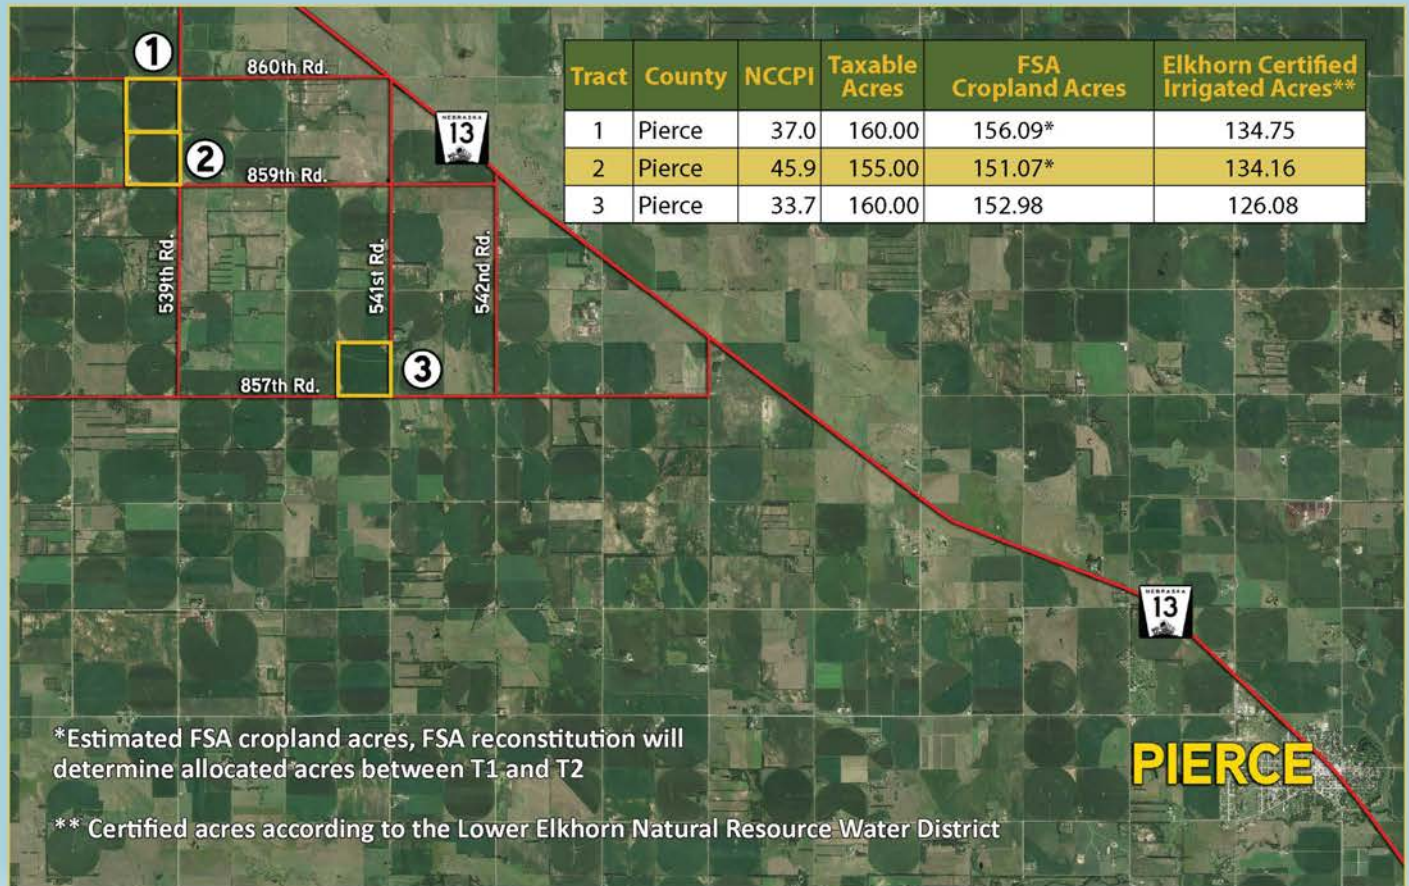 1
860th Rd.
NEBRASKA
13
2
859th Rd.
539th Rd.
541st Rd.
542nd Rd.
3
857th Rd.
Tract County NCCPI Taxable Acres FSA Cropland Acres Elkhorn Certified Irrigated Acres**
1 Pierce 37.0 160.00 156.09* 134.75
2 Pierce 45.9 155.00 151.07* 134.16
3 Pierce 33.7 160.00 152.98 126.08
NEBRASKA
13
PIERCE
*Estimated FSA cropland acres, FSA reconstitution will
determine allocated acres between T1 and T2
** Certified acres according to the Lower Elkhorn Natural Resource Water District